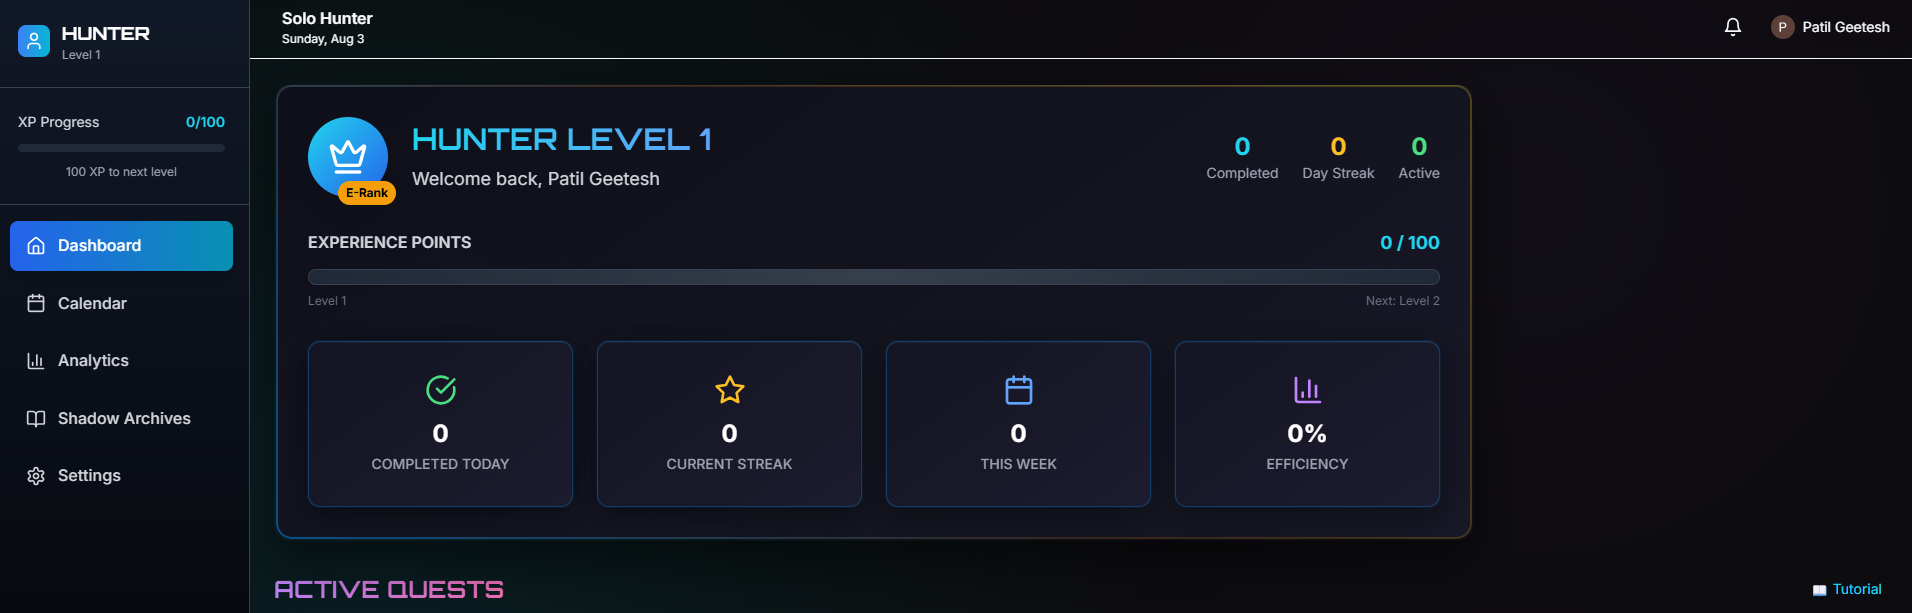 HUNTER
Level 1
XP Progress 0/100
100 XP to next level
Dashboard
Calendar
Analytics
Shadow Archives
Settings
Solo Hunter
Sunday, Aug 3
P Patil Geetesh
E-Rank
HUNTER LEVEL 1
Welcome back, Patil Geetesh
0 0 0
Completed Day Streak Active
EXPERIENCE POINTS 0 / 100
Level 1 Next: Level 2
0 0 0 0%
COMPLETED TODAY CURRENT STREAK THIS WEEK EFFICIENCY
ACTIVE QUESTS
Tutorial